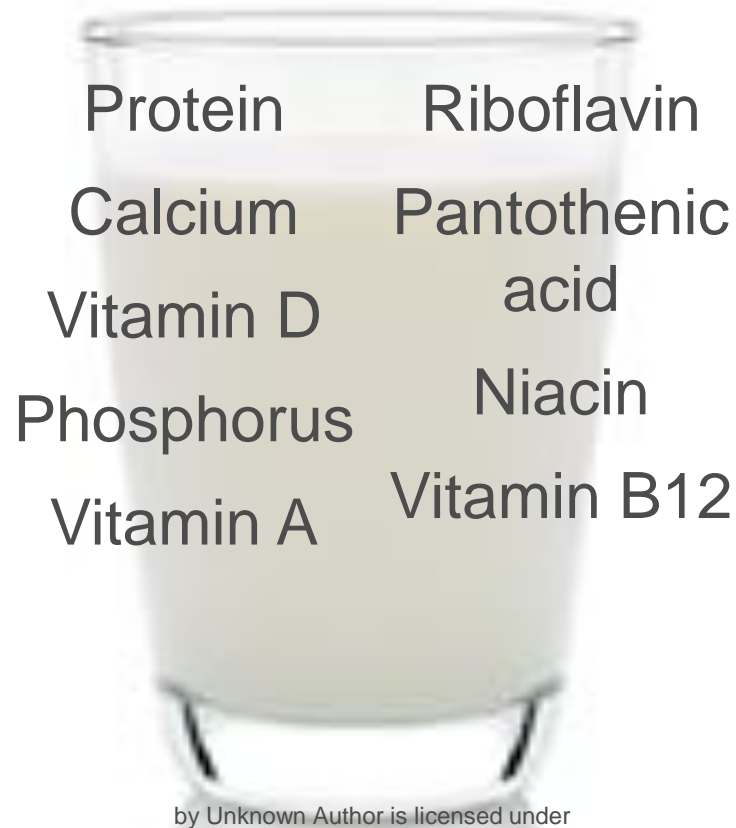 Protein
Calcium
Vitamin D
Phosphorus
Vitamin A
Riboflavin
Pantothenic
acid
Niacin
Vitamin B12
by Unknown Author is licensed under